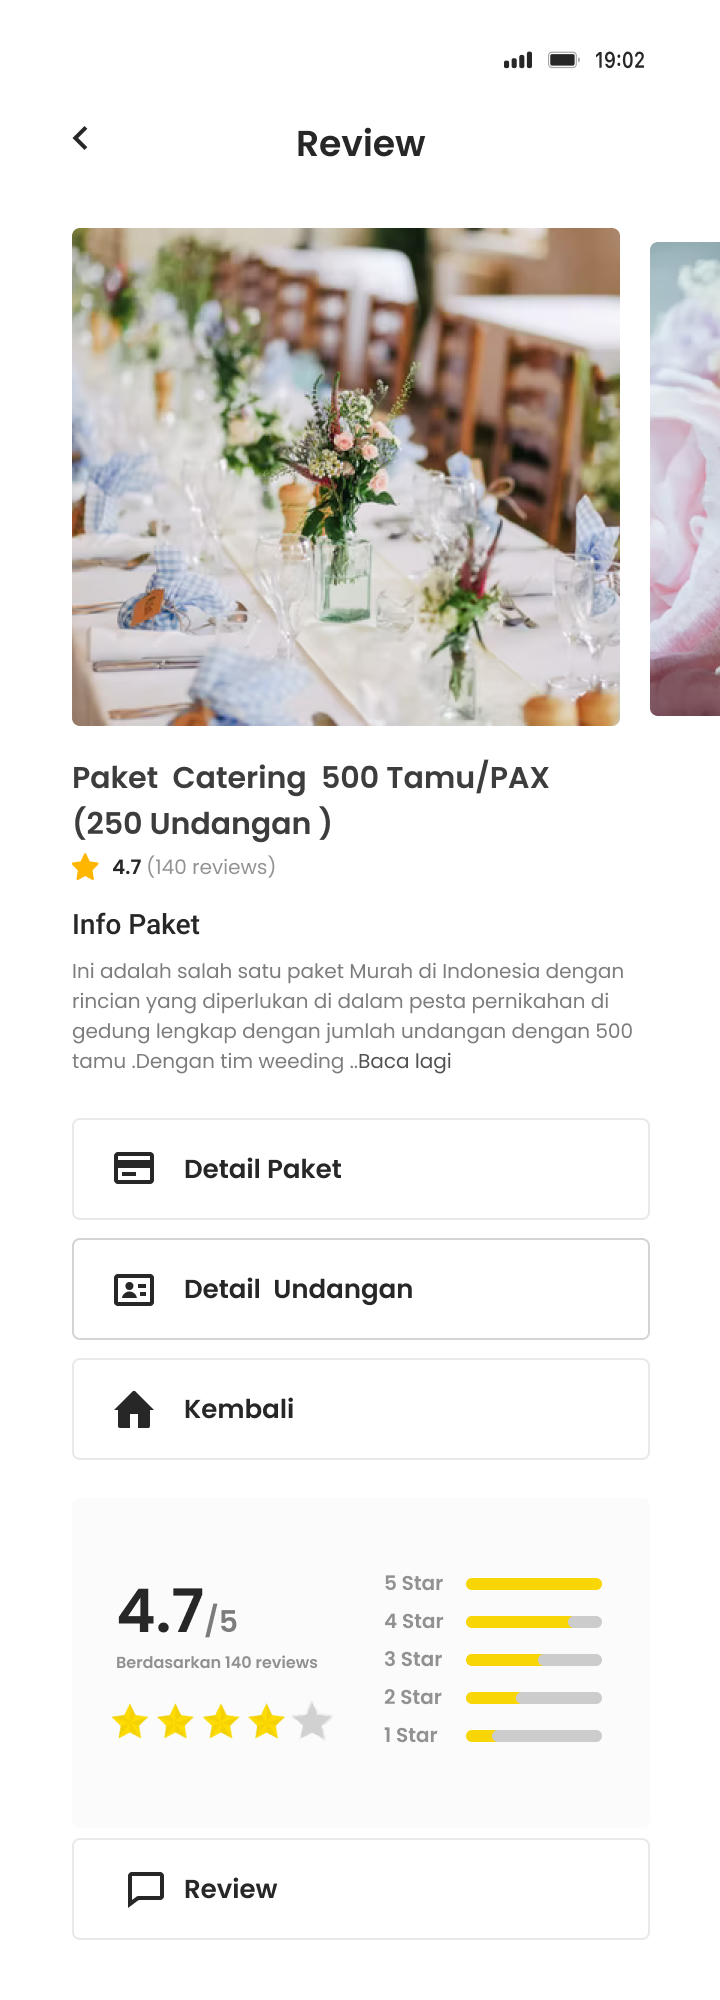 19:02
Review
Paket Catering 500 Tamu/PAX
(250 Undangan )
4.7 (140 reviews)
Info Paket
Ini adalah salah satu paket Murah di Indonesia dengan
rincian yang diperlukan di dalam pesta pernikahan di
gedung lengkap dengan jumlah undangan dengan 500
tamu .Dengan tim weeding ..Baca lagi
Detail Paket
Detail Undangan
Kembali
4.7/5
Berdasarkan 140 reviews
5 Star
4 Star
3 Star
2 Star
1 Star
Review